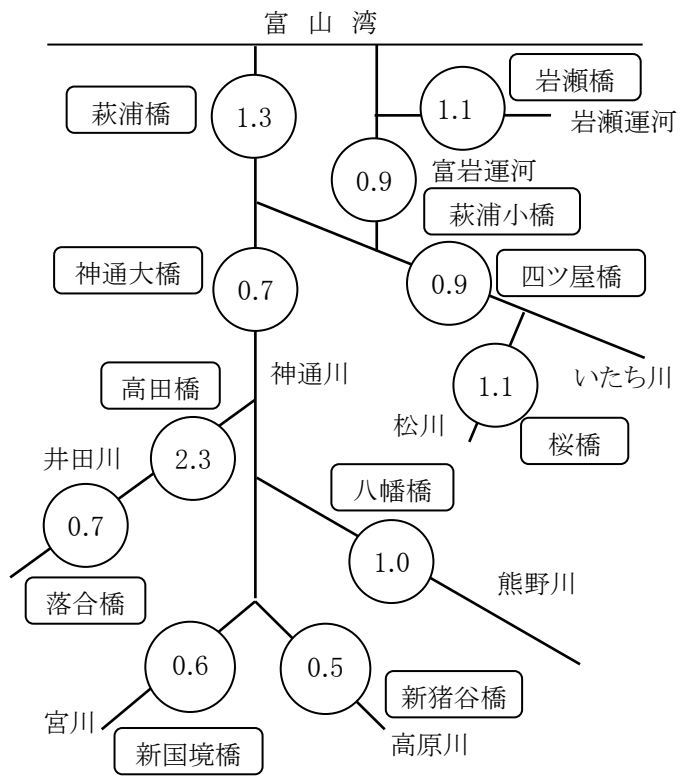 富山湾
岩瀬橋
萩浦橋
1.3
1.1
岩瀬運河
0.9
富岩運河
萩浦小橋
神通大橋
0.7
0.9
四ツ屋橋
神通川
高田橋
1.1
いたち川
松川
桜橋
井田川
2.3
八幡橋
0.7
1.0
熊野川
落合橋
0.6
0.5
新猪谷橋
宮川
高原川
新国境橋